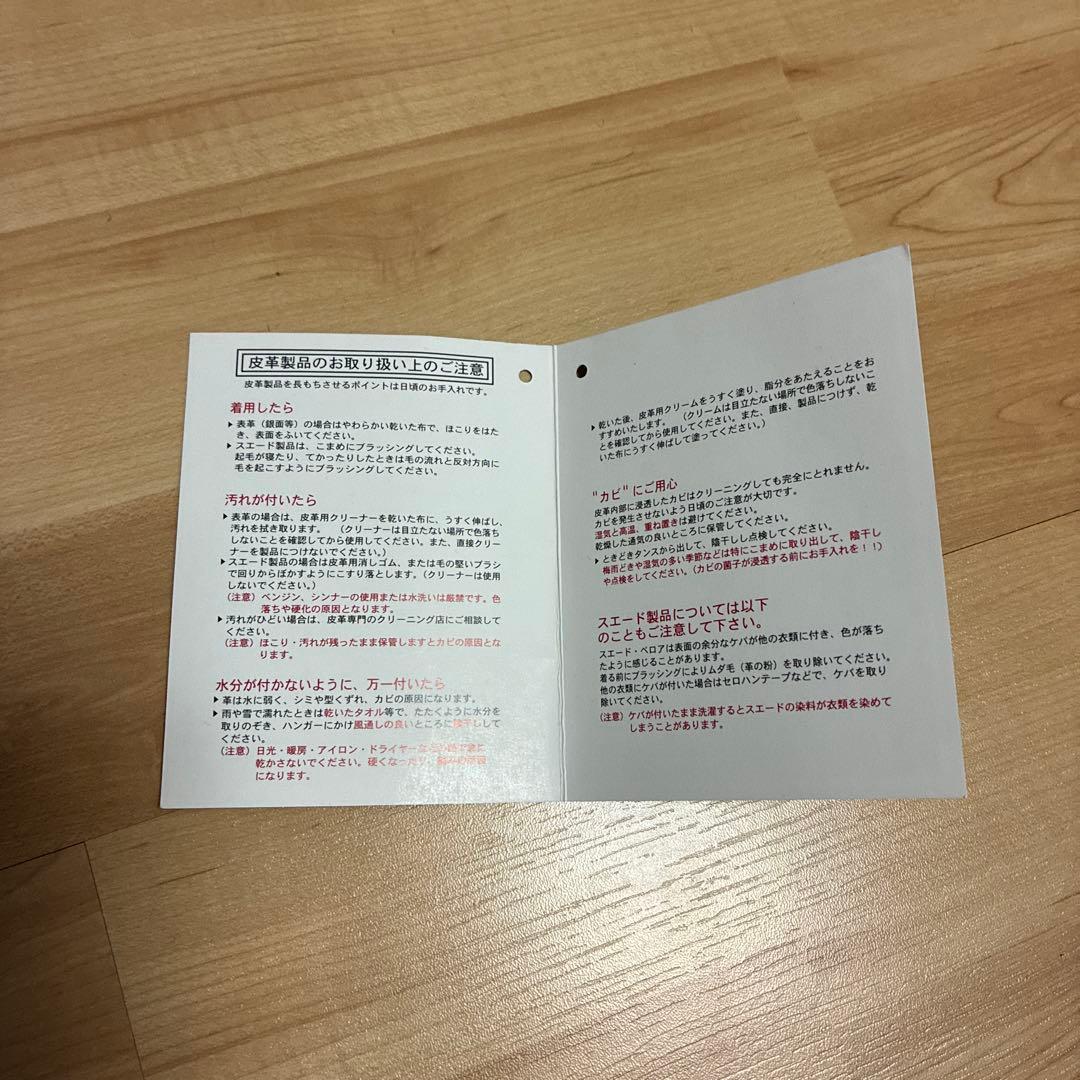 皮革製品のお取り扱い上のご注意
皮革製品を長もちさせるポイントは日頃のお手入れです。
着用したら
▶表革（銀面等）の場合はやわらかい乾いた布で、ほこりをはた
き、表面をふいてください。
▶スエード製品は、こまめにブラッシングしてください。
起毛が寝たり、てかったりしたときは毛の流れと反対方向に
毛を起こすようにブラッシングしてください。
汚れが付いたら
▶表革の場合は、皮革用クリーナーを乾いた布に、うすく伸ばし、
汚れを拭き取ります。　（クリーナーは目立たない場所で色落ち
しないことを確認してから使用してください。また、直接クリー
ナーを製品につけないでください。）
▶スエード製品の場合は皮革用消しゴム、または毛の堅いブラシ
で回りからぼかすようにこすり落とします。（クリーナーは使用
しないでください。）
（注意）ベンジン、シンナーの使用または水洗いは厳禁です。色
落ちや硬化の原因となります。
▶汚れがひどい場合は、皮革専門のクリーニング店にご相談して
ください。
（注意）ほこり・汚れが残ったまま保管しますとカビの原因とな
ります。
水分が付かないように、万一付いたら
▶革は水に弱く、シミや型くずれ、カビの原因になります。
▶雨や雪で濡れたときは乾いたタオル等で、たたくように水分を
取りのぞき、ハンガーにかけ風通しの良いところに陰干しして
ください。
（注意）日光・暖房・アイロン・ドライヤー
乾かさないでください。硬くなったり、縮みの原因
になります。
▶乾いた後、皮革用クリームをうすく塗り、脂分をあたえることをお
すすめいたします。　（クリームは目立たない場所で色落ちしないこ
とを確認してから使用してください。また、直接、製品につけず、乾
いた布にうすく伸ばして塗ってください。）
"カビ"にご用心
皮革内部に浸透したカビはクリーニングしても完全にとれません。
カビを発生させないよう日頃のご注意が大切です。
湿気と高温、重ね置きは避けてください。
乾燥した通気の良いところに保管してください。
▶ときどきタンスから出して、陰干しし点検してください。
梅雨どきや湿気の多い季節などは特にこまめに取り出して、陰干し
や点検をしてください。（カビの菌子が浸透する前にお手入れを！！）
スエード製品については以下
のこともご注意して下さい。
スエード・ベロアは表面の余分なケバが他の衣類に付き、色が落ち
たように感じることがあります。
着る前にブラッシングによりムダ毛（革の粉）を取り除いてください。
他の衣類にケバが付いた場合はセロハンテープなどで、ケバを取り
除いてください。
（注意）ケバが付いたまま洗濯するとスエードの染料が衣類を染めて
しまうことがあります。